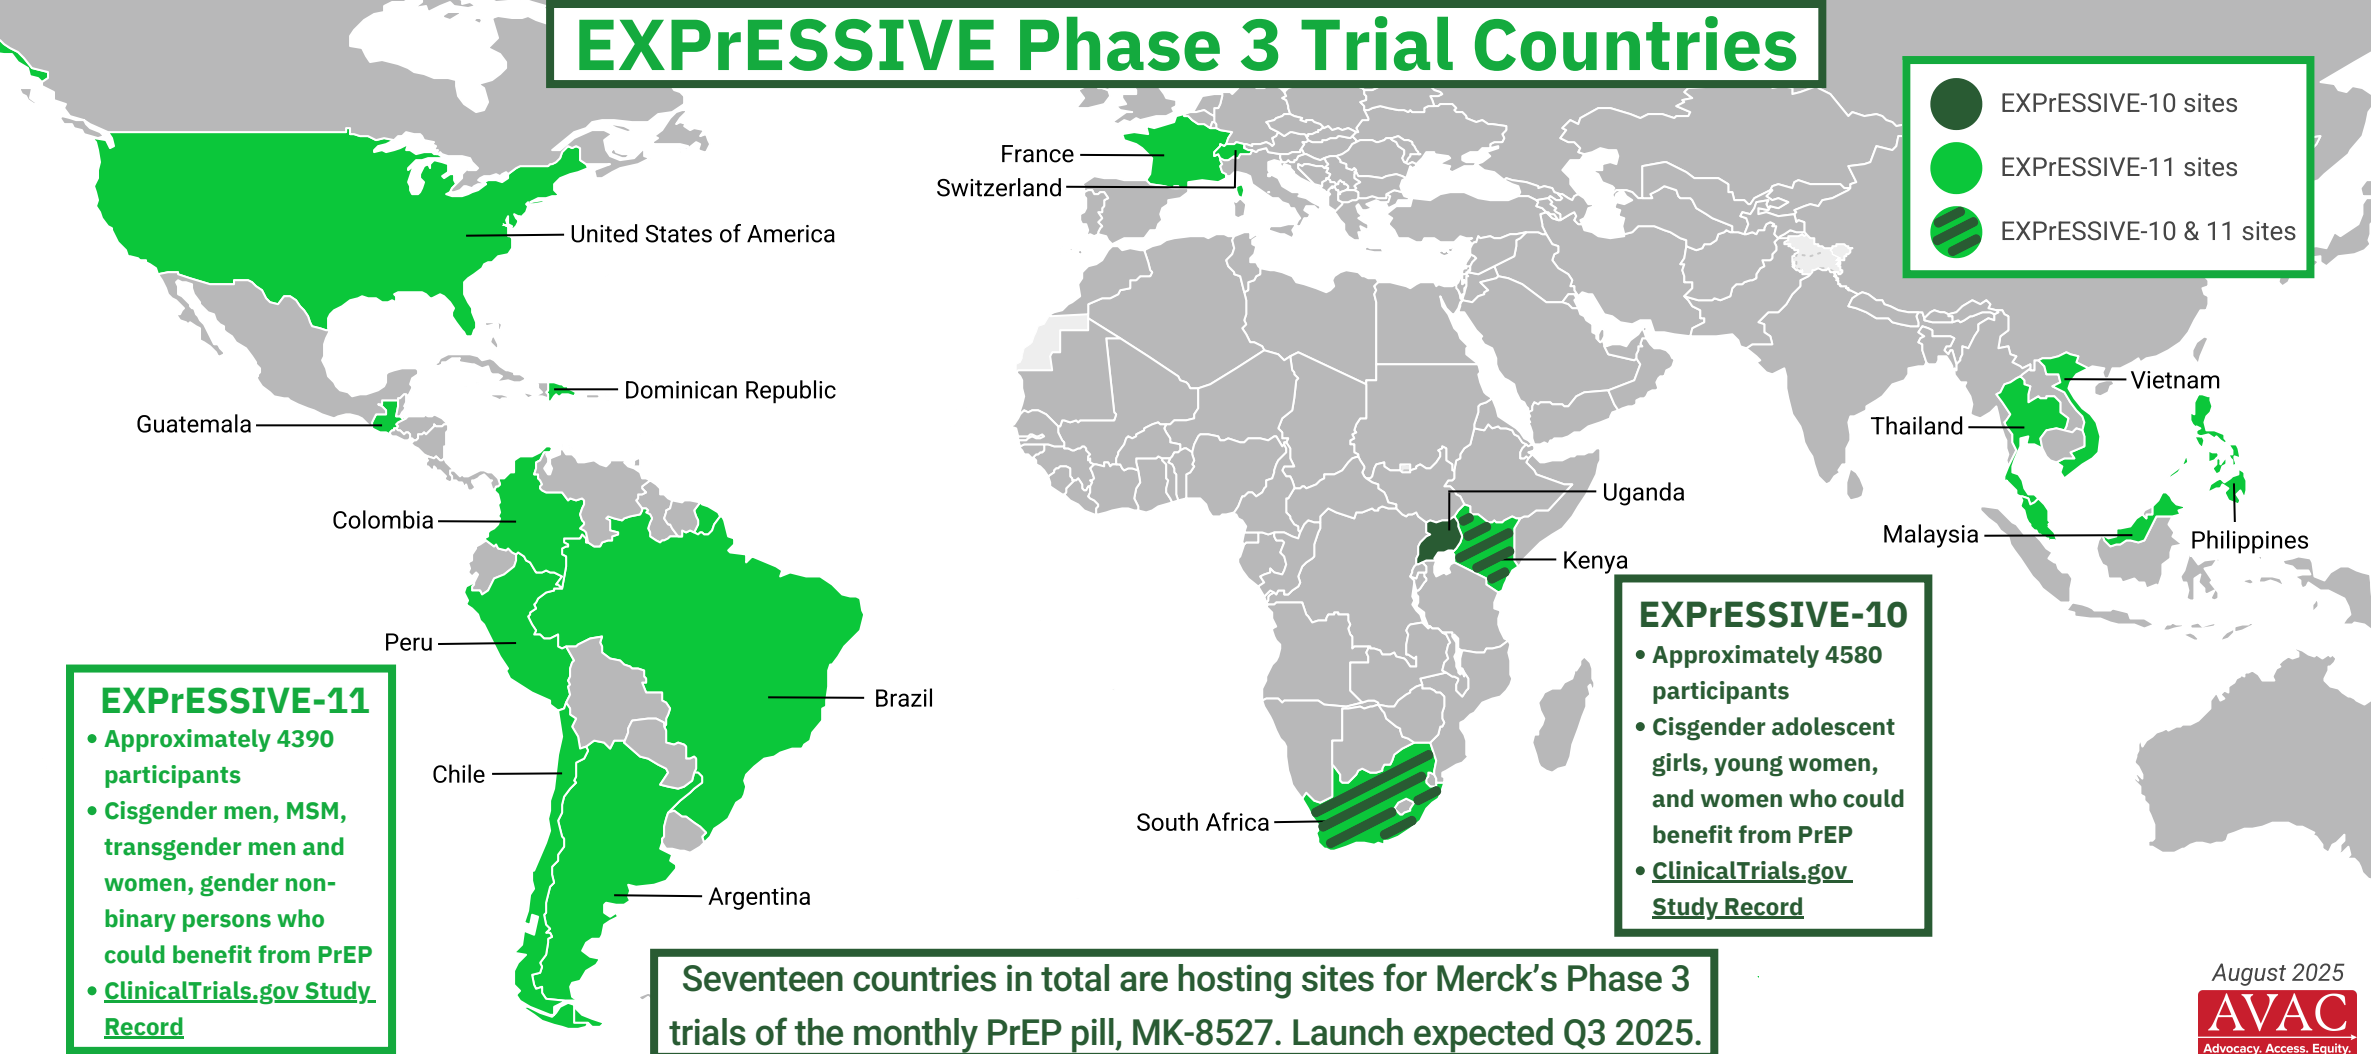 EXPrESSIVE Phase 3 Trial Countries
EXPrESSIVE-10 sites
EXPrESSIVE-11 sites
EXPrESSIVE-10 & 11 sites
France
Switzerland
United States of America
Dominican Republic
Guatemala
Vietnam
Thailand
Malaysia
Philippines
Colombia
Uganda
Kenya
Peru
Brazil
Chile
South Africa
Argentina
EXPrESSIVE-11
• Approximately 4390
participants
• Cisgender men, MSM,
transgender men and
women, gender non-
binary persons who
could benefit from PrEP
• ClinicalTrials.gov Study
Record
EXPrESSIVE-10
• Approximately 4580
participants
• Cisgender adolescent
girls, young women,
and women who could
benefit from PrEP
• ClinicalTrials.gov
Study Record
Seventeen countries in total are hosting sites for Merck’s Phase 3
trials of the monthly PrEP pill, MK-8527. Launch expected Q3 2025.
August 2025
AVAC
Advocacy. Access. Equity.